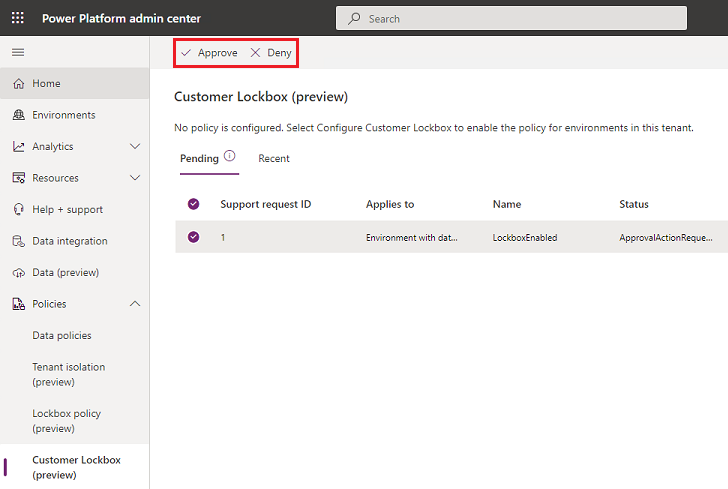 Power Platform admin center
Search
Approve Deny
Home
Environments
Analytics
Resources
Help + support
Data integration
Data (preview)
Policies
Data policies
Tenant isolation
(preview)
Lockbox policy
(preview)
Customer Lockbox
(preview)
Customer Lockbox (preview)
No policy is configured. Select Configure Customer Lockbox to enable the policy for environments in this tenant.
Pending Recent
Support request ID Applies to Name Status
1 Environment with dat... LockboxEnabled ApprovalActionReque...